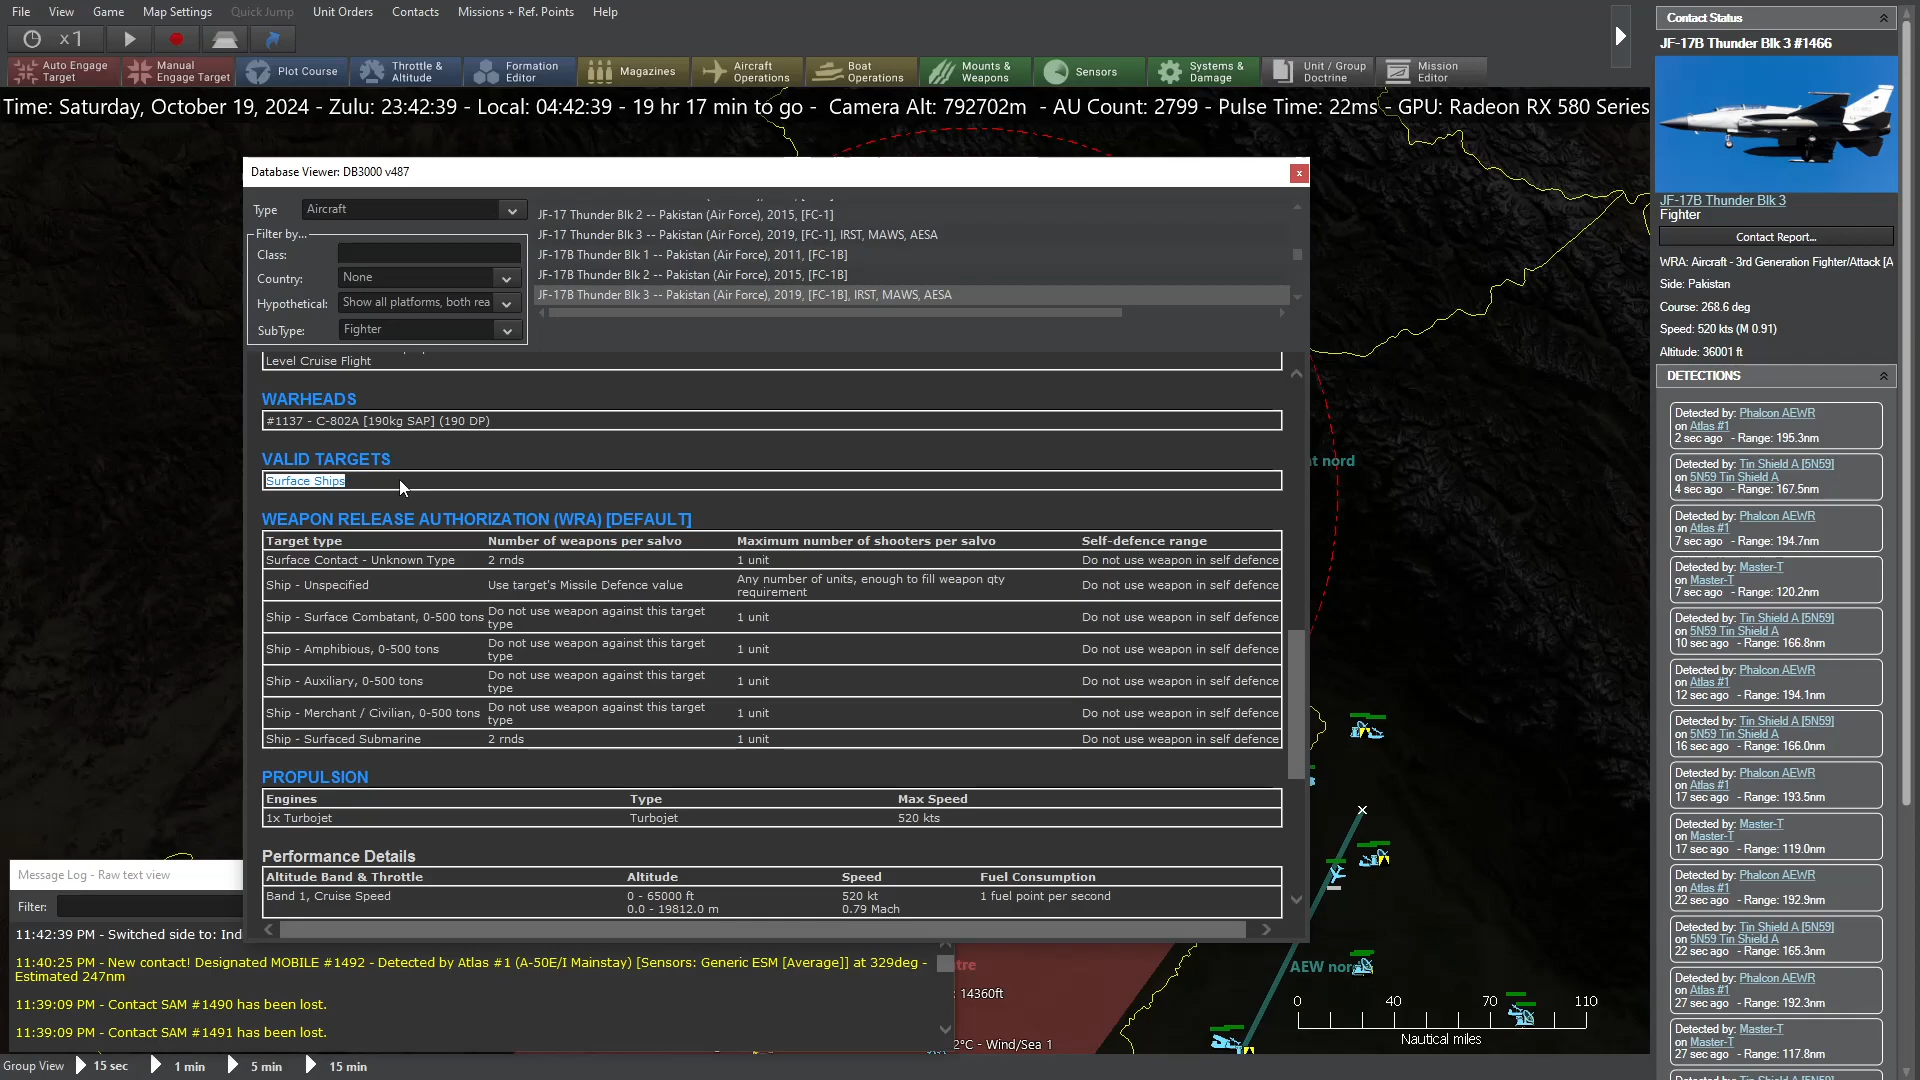 File View Game Map Settings Quick Jump Unit Orders Contacts Missions + Ref. Points Help
x1
Auto Engage Target
Manual Engage Target
Plot Course
Throttle & Altitude
Formation Editor
Magazines
Aircraft Operations
Boat Operations
Mounts & Weapons
Sensors
Systems & Damage
Unit / Group Doctrine
Mission Editor
Time: Saturday, October 19, 2024 - Zulu: 23:42:39 - Local: 04:42:39 - 19 hr 17 min to go - Camera Alt: 792702m - AU Count: 2799 - Pulse Time: 22ms - GPU: Radeon RX 580 Series
Database Viewer: DB3000 v487
x
Type Aircraft
Filter by...
Class:
Country: None
Hypothetical: Show all platforms, both rea
SubType: Fighter
JF-17 Thunder Blk 2 -- Pakistan (Air Force), 2015, [FC-1]
JF-17 Thunder Blk 3 -- Pakistan (Air Force), 2019, [FC-1], IRST, MAWS, AESA
JF-17B Thunder Blk 1 -- Pakistan (Air Force), 2011, [FC-1B]
JF-17B Thunder Blk 2 -- Pakistan (Air Force), 2015, [FC-1B]
JF-17B Thunder Blk 3 -- Pakistan (Air Force), 2019, [FC-1B], IRST, MAWS, AESA
Level Cruise Flight
WARHEADS
#1137 - C-802A [190kg SAP] (190 DP)
VALID TARGETS
Surface Ships
WEAPON RELEASE AUTHORIZATION (WRA) [DEFAULT]
Target type Number of weapons per salvo Maximum number of shooters per salvo Self-defence range
Surface Contact - Unknown Type 2 rnds 1 unit Do not use weapon in self defence
Ship - Unspecified Use target's Missile Defence value Any number of units, enough to fill weapon qty requirement Do not use weapon in self defence
Ship - Surface Combatant, 0-500 tons Do not use weapon against this target type 1 unit Do not use weapon in self defence
Ship - Amphibious, 0-500 tons Do not use weapon against this target type 1 unit Do not use weapon in self defence
Ship - Auxiliary, 0-500 tons Do not use weapon against this target type 1 unit Do not use weapon in self defence
Ship - Merchant / Civilian, 0-500 tons Do not use weapon against this target type 1 unit Do not use weapon in self defence
Ship - Surfaced Submarine 2 rnds 1 unit Do not use weapon in self defence
PROPULSION
Engines Type Max Speed
1x Turbojet Turbojet 520 kts
Performance Details
Altitude Band & Throttle Altitude Speed Fuel Consumption
Band 1, Cruise Speed 0 - 65000 ft 520 kt 1 fuel point per second
0.0 - 19812.0 m 0.79 Mach
Message Log - Raw text view
Filter:
11:42:39 PM - Switched side to: Ind
11:40:25 PM - New contact! Designated MOBILE #1492 - Detected by Atlas #1 (A-50E/I Mainstay) [Sensors: Generic ESM [Average]] at 329deg -
Estimated 247nm
11:39:09 PM - Contact SAM #1490 has been lost.
11:39:09 PM - Contact SAM #1491 has been lost.
Group View 15 sec 1 min 5 min 15 min
nord
tre
14360ft
2°C - Wind/Sea 1
AEW nor
0 40 70 110
Nautical miles
Contact Status
JF-17B Thunder Blk 3 #1466
JF-17B Thunder Blk 3
Fighter
Contact Report...
WRA: Aircraft - 3rd Generation Fighter/Attack [A
Side: Pakistan
Course: 268.6 deg
Speed: 520 kts (M 0.91)
Altitude: 36001 ft
DETECTIONS
Detected by: Phalcon AEWR
on Atlas #1
2 sec ago - Range: 195.3nm
Detected by: Tin Shield A [5N59]
on 5N59 Tin Shield A
4 sec ago - Range: 167.5nm
Detected by: Phalcon AEWR
on Atlas #1
7 sec ago - Range: 194.7nm
Detected by: Master-T
on Master-T
7 sec ago - Range: 120.2nm
Detected by: Tin Shield A [5N59]
on 5N59 Tin Shield A
10 sec ago - Range: 166.8nm
Detected by: Phalcon AEWR
on Atlas #1
12 sec ago - Range: 194.1nm
Detected by: Tin Shield A [5N59]
on 5N59 Tin Shield A
16 sec ago - Range: 166.0nm
Detected by: Phalcon AEWR
on Atlas #1
17 sec ago - Range: 193.5nm
Detected by: Master-T
on Master-T
17 sec ago - Range: 119.0nm
Detected by: Phalcon AEWR
on Atlas #1
22 sec ago - Range: 192.9nm
Detected by: Tin Shield A [5N59]
on 5N59 Tin Shield A
22 sec ago - Range: 165.3nm
Detected by: Phalcon AEWR
on Atlas #1
27 sec ago - Range: 192.3nm
Detected by: Master-T
on Master-T
27 sec ago - Range: 117.8nm